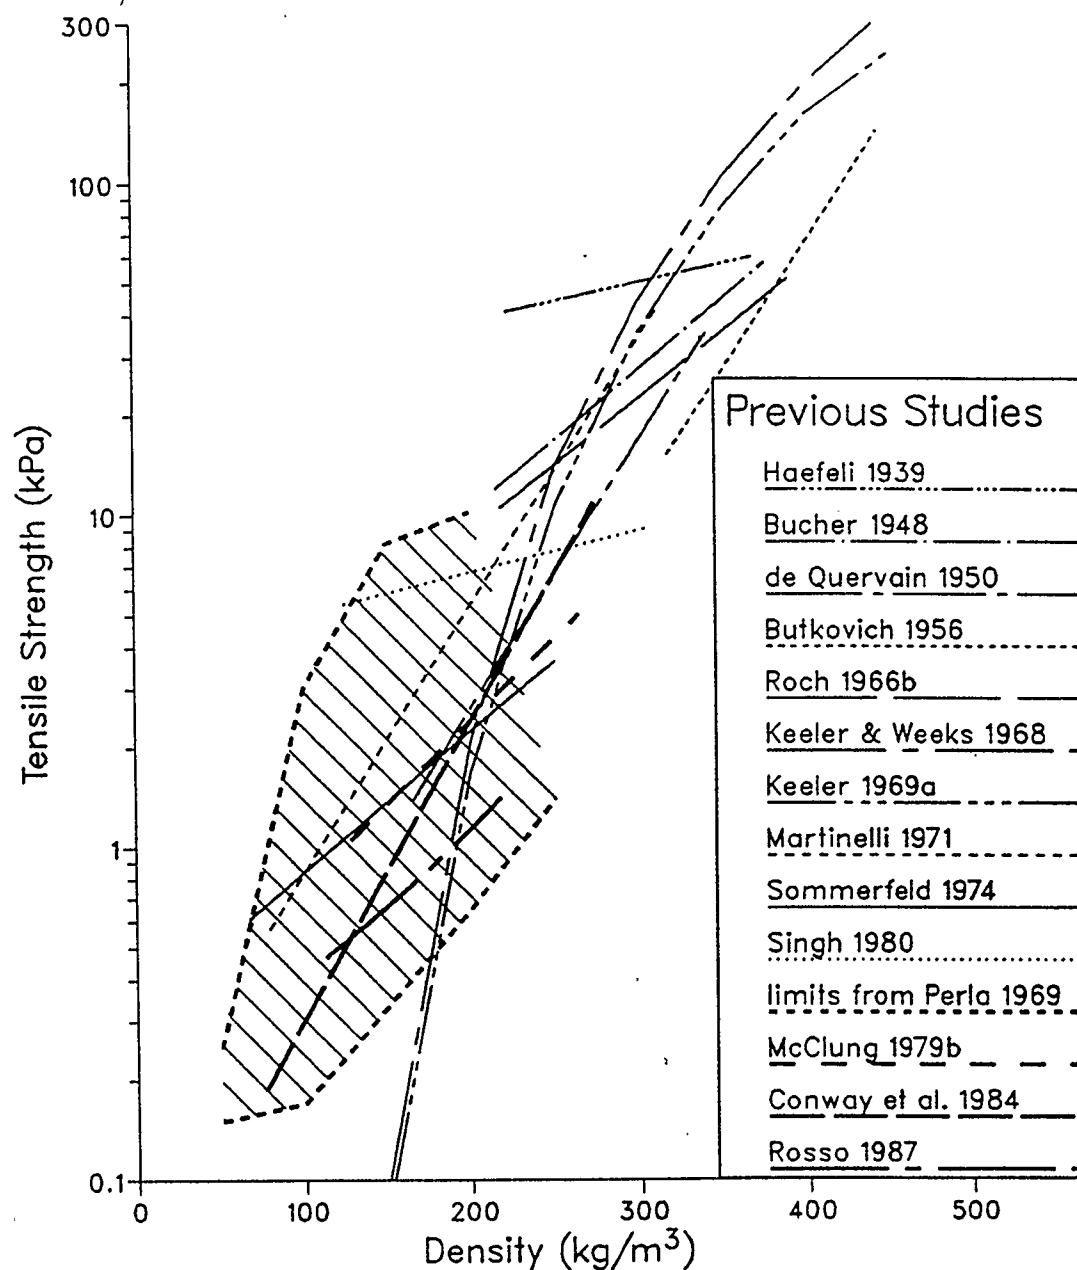 300
100
10
1
0.1
Tensile Strength (kPa)
0
100
200
300
400
500
Density (kg/m³)
Previous Studies
Haefeli 1939
Bucher 1948
de Quervain 1950
Butkovich 1956
Roch 1966b
Keeler & Weeks 1968
Keeler 1969a
Martinelli 1971
Sommerfeld 1974
Singh 1980
limits from Perla 1969
McClung 1979b
Conway et al. 1984
Rosso 1987